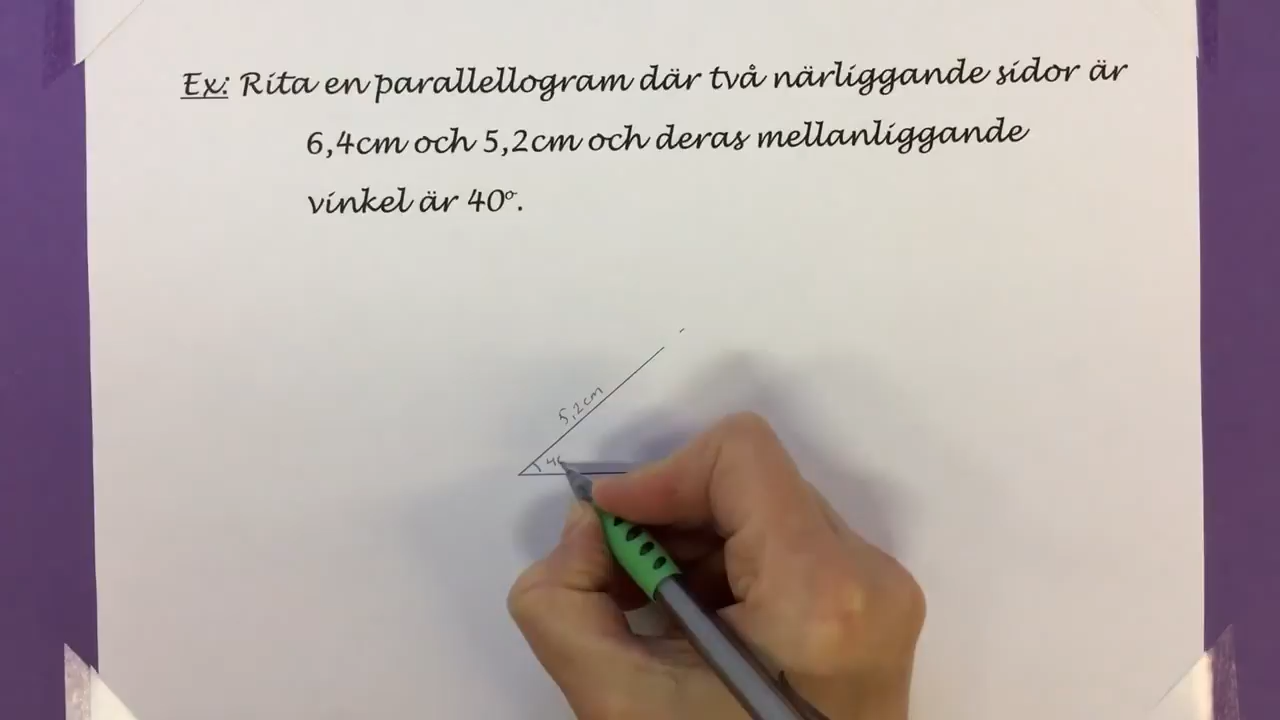 Ex: Rita en parallellogram där två närliggande sidor är
6,4cm och 5,2cm och deras mellanliggande
vinkel är 40°.
5,2cm